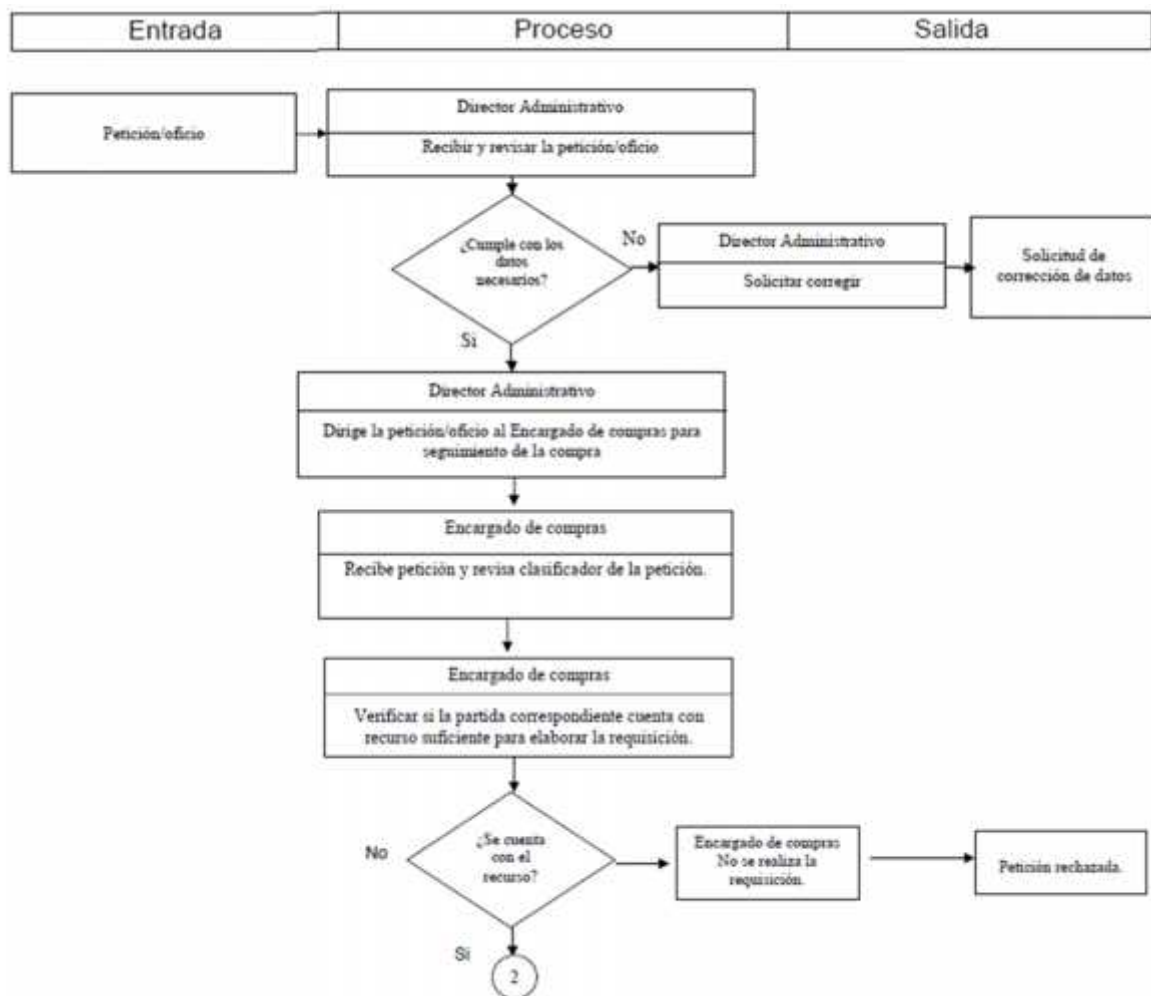 Entrada Proceso Salida
Petición/oficio
Director Administrativo
Recibir y revisar la petición/oficio
¿Cumple con los
datos
necesarios?
No
Director Administrativo
Solicitar corregir
Solicitud de
corrección de datos
Si
Director Administrativo
Dirige la petición/oficio al Encargado de compras para
seguimiento de la compra
Encargado de compras
Recibe petición y revisa clasificador de la petición.
Encargado de compras
Verificar si la partida correspondiente cuenta con
recurso suficiente para elaborar la requisición.
No
¿Se cuenta
con el
recurso?
Encargado de compras
No se realiza la
requisición.
Petición rechazada.
Si
2